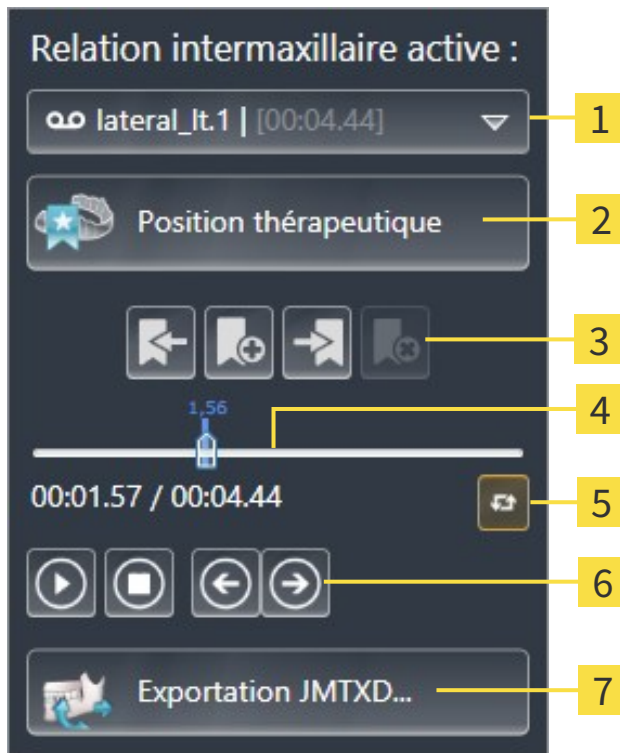 Relation intermaxillaire active :
lateral_lt.1 | [00:04.44]
1
Position thérapeutique
2
3
1,56
4
00:01.57 / 00:04.44
5
6
Exportation JMTXD...
7